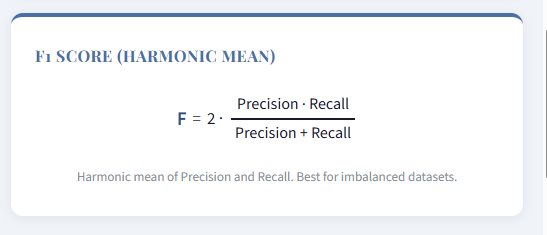 F1 SCORE (HARMONIC MEAN)
F = 2 · Precision · Recall
Precision + Recall
Harmonic mean of Precision and Recall. Best for imbalanced datasets.